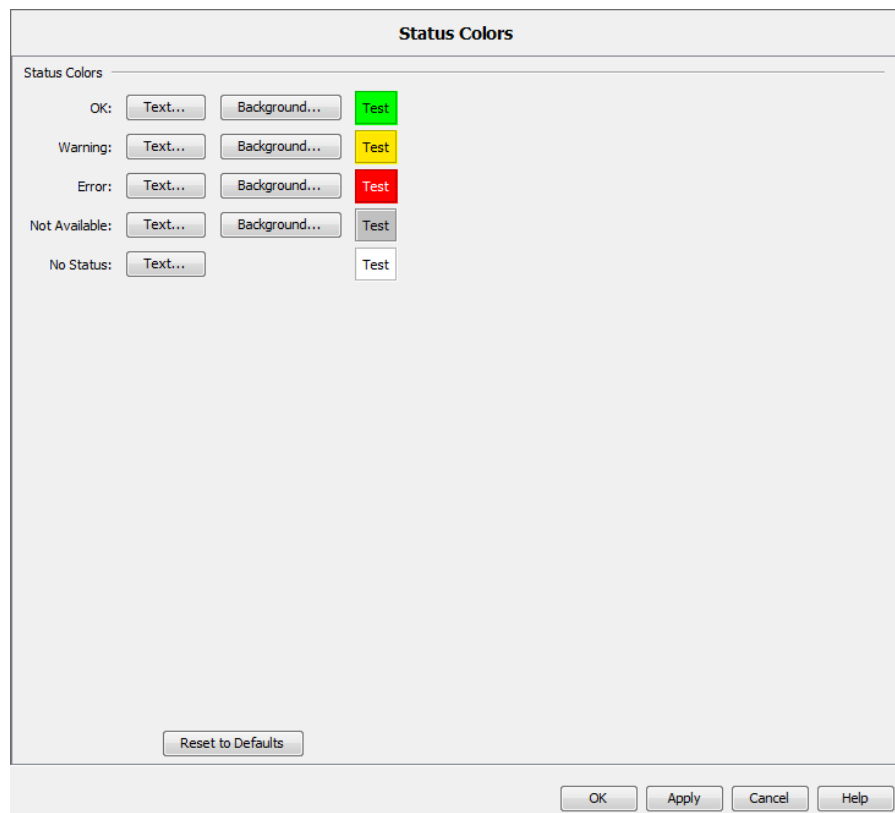 Status Colors
Status Colors
OK: Text... Background... Test
Warning: Text... Background... Test
Error: Text... Background... Test
Not Available: Text... Background... Test
No Status: Text... Test
Reset to Defaults
OK Apply Cancel Help